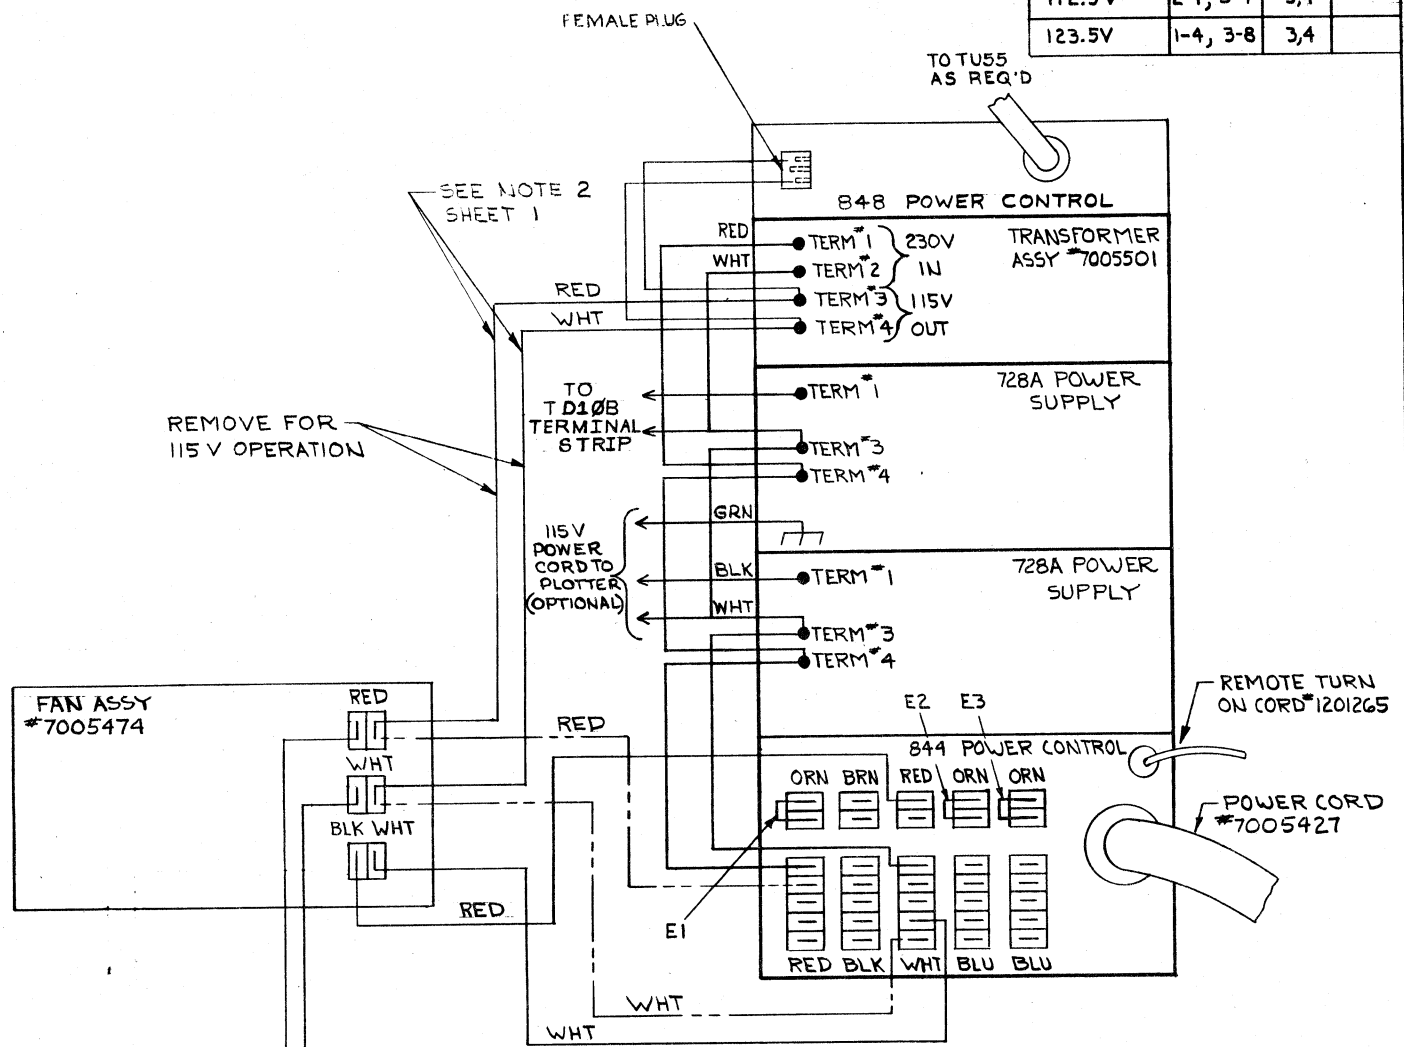 FEMALE PLUG
123.5V 1-4, 3-8 3,4
TO TU55
AS REQ'D
SEE NOTE 2
SHEET 1
848 POWER CONTROL
RED
WHT
TERM #1
TERM #2
TERM #3
TERM #4
230V
IN
115V
OUT
TRANSFORMER
ASSY #7005501
RED
WHT
TO
TD10B
TERMINAL
STRIP
TERM #1
TERM #3
TERM #4
728A POWER
SUPPLY
REMOVE FOR
115 V OPERATION
115 V
POWER
CORD TO
PLOTTER
(OPTIONAL)
GRN
BLK
WHT
TERM #1
TERM #3
TERM #4
728A POWER
SUPPLY
FAN ASSY
#7005474
RED
WHT
BLK WHT
RED
RED
WHT
WHT
E2 E3
844 POWER CONTROL
ORN BRN RED ORN ORN
E1
RED BLK WHT BLU BLU
REMOTE TURN
ON CORD #1201265
POWER CORD
#7005427